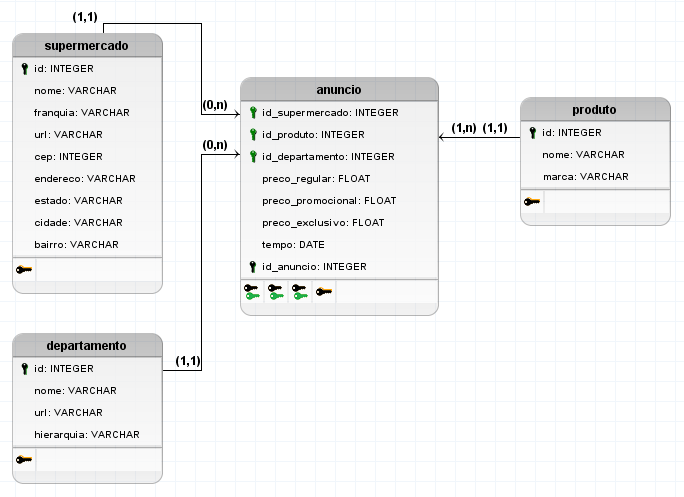 (1,1)
supermercado
id: INTEGER
nome: VARCHAR
franquia: VARCHAR
url: VARCHAR
cep: INTEGER
endereco: VARCHAR
estado: VARCHAR
cidade: VARCHAR
bairro: VARCHAR
(0,n)
(0,n)
anuncio
id_supermercado: INTEGER
id_produto: INTEGER
id_departamento: INTEGER
preco_regular: FLOAT
preco_promocional: FLOAT
preco_exclusivo: FLOAT
tempo: DATE
id_anuncio: INTEGER
(1,n) (1,1)
produto
id: INTEGER
nome: VARCHAR
marca: VARCHAR
departamento
id: INTEGER
nome: VARCHAR
url: VARCHAR
hierarquia: VARCHAR
(1,1)